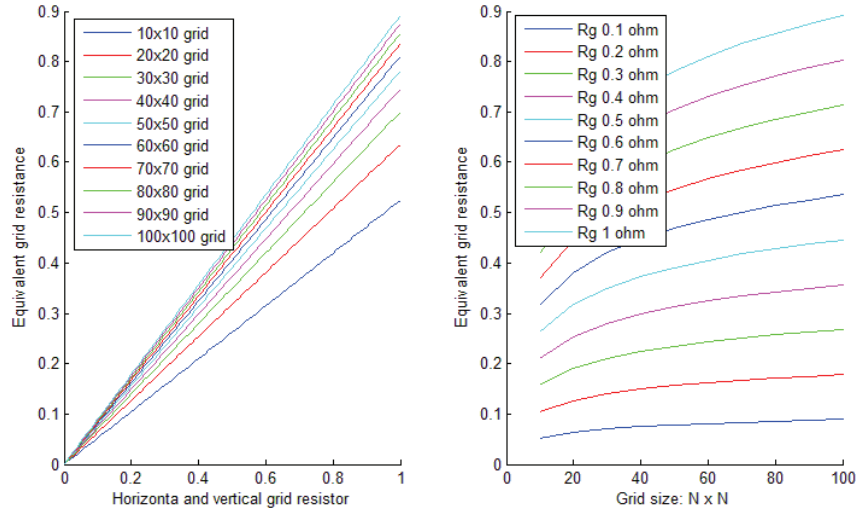 0.9
0.8
0.7
0.6
0.5
0.4
0.3
0.2
0.1
0
Equivalent grid resistance
10x10 grid
20x20 grid
30x30 grid
40x40 grid
50x50 grid
60x60 grid
70x70 grid
80x80 grid
90x90 grid
100x100 grid
0 0.2 0.4 0.6 0.8 1
Horizonta and vertical grid resistor
0.9
0.8
0.7
0.6
0.5
0.4
0.3
0.2
0.1
0
Equivalent grid resistance
Rg 0.1 ohm
Rg 0.2 ohm
Rg 0.3 ohm
Rg 0.4 ohm
Rg 0.5 ohm
Rg 0.6 ohm
Rg 0.7 ohm
Rg 0.8 ohm
Rg 0.9 ohm
Rg 1 ohm
0 20 40 60 80 100
Grid size: N x N